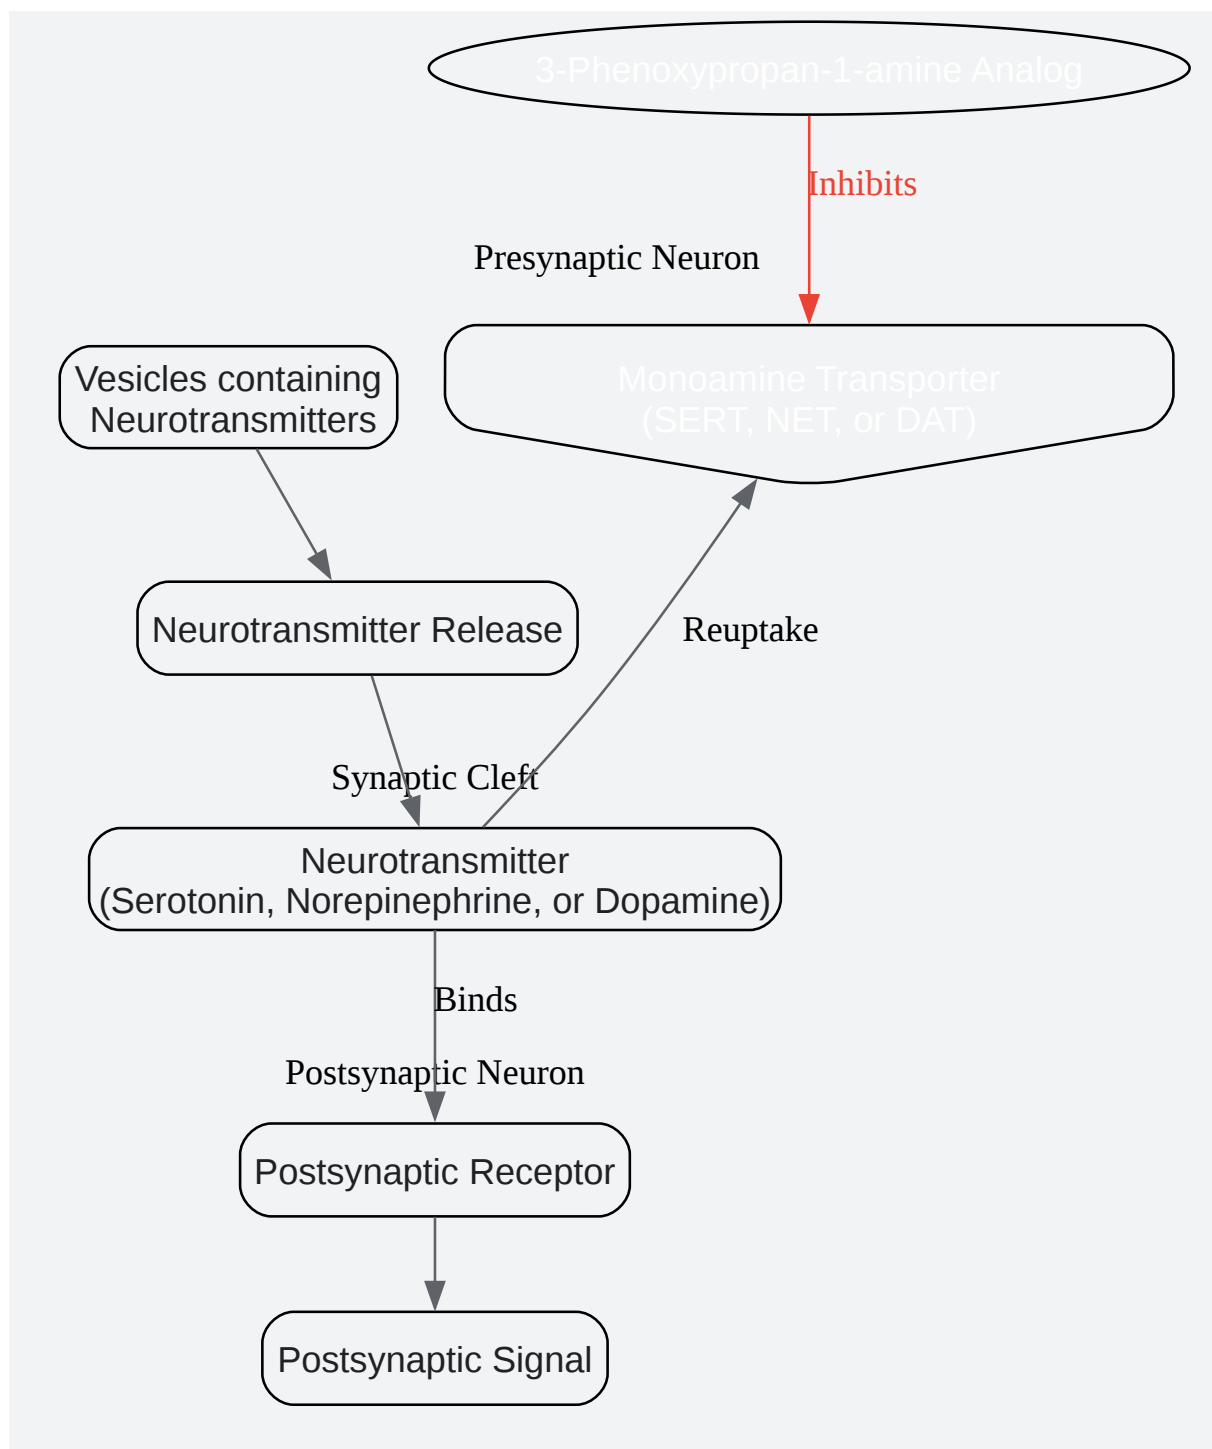 3-Phenoxypropan-1-amine Analog
Inhibits
Presynaptic Neuron
Vesicles containing
Neurotransmitters
Monoamine Transporter
(SERT, NET, or DAT)
Neurotransmitter Release
Reuptake
Synaptic Cleft
Neurotransmitter
(Serotonin, Norepinephrine, or Dopamine)
Binds
Postsynaptic Neuron
Postsynaptic Receptor
Postsynaptic Signal